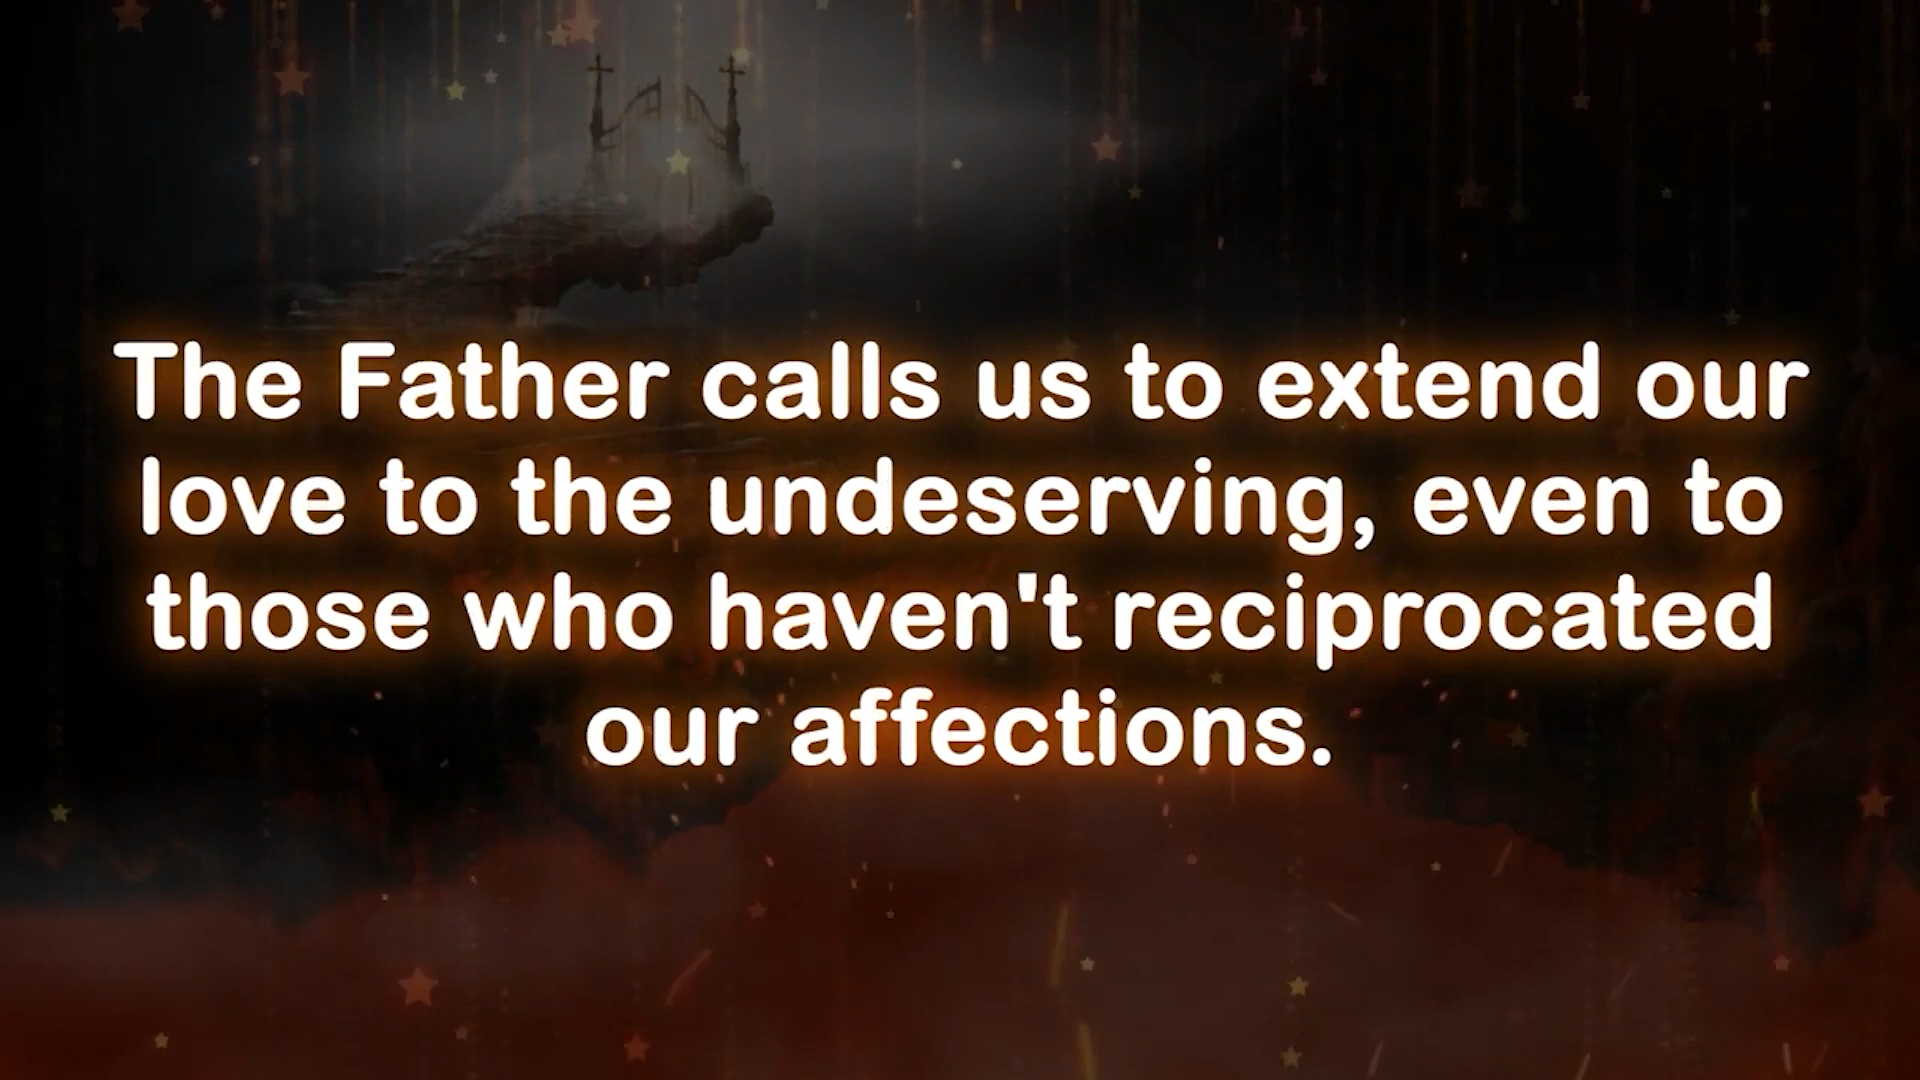 The Father calls us to extend our
love to the undeserving, even to
those who haven't reciprocated
our affections.